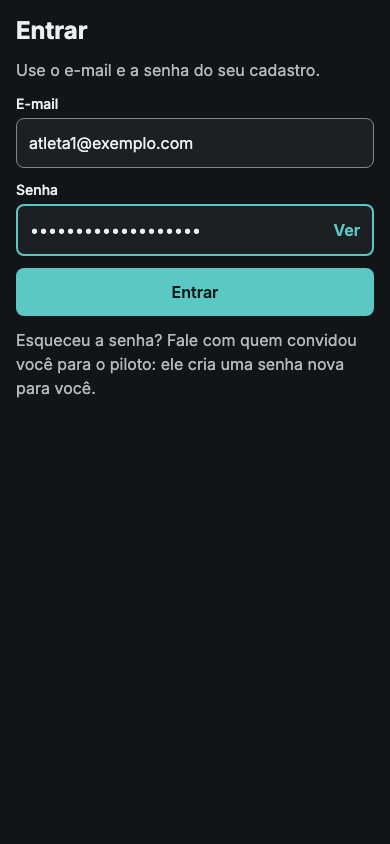 Entrar
Use o e-mail e a senha do seu cadastro.
E-mail
atleta1@exemplo.com
Senha
•••••••••••••••••••
Ver
Entrar
Esqueceu a senha? Fale com quem convidou
você para o piloto: ele cria uma senha nova
para você.